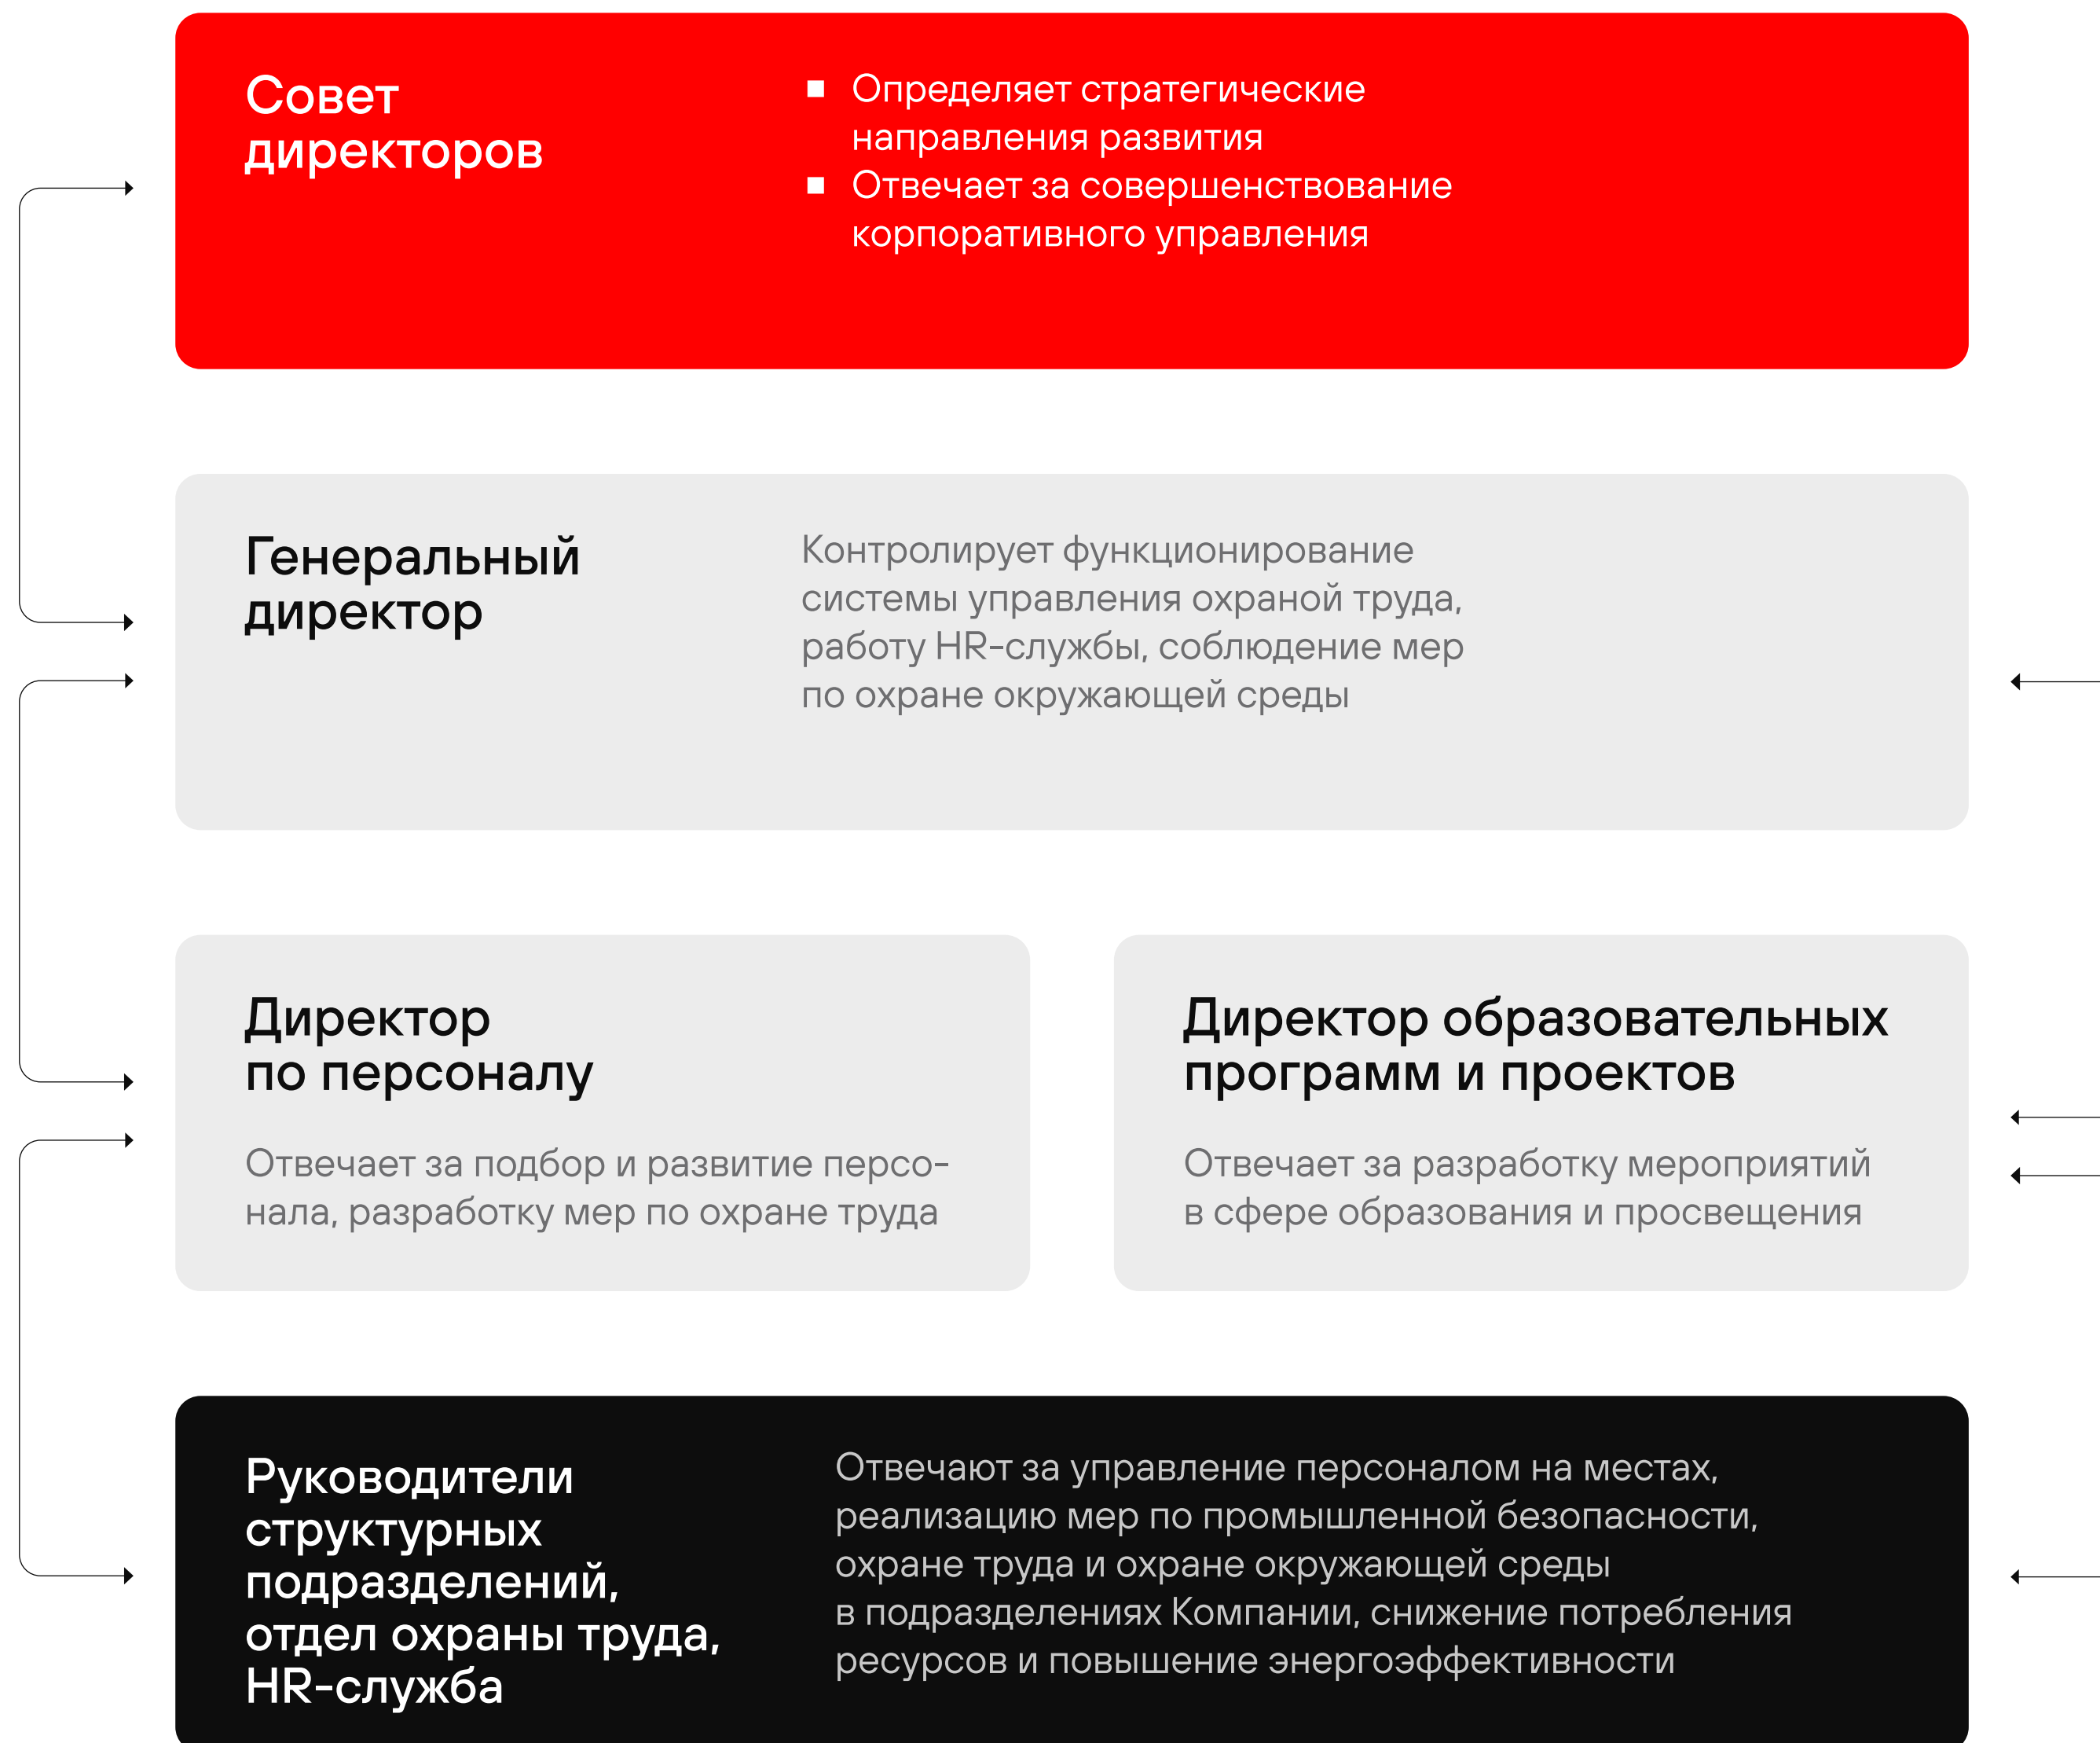 Совет
директоров
Определяет стратегические
направления развития
Отвечает за совершенствование
корпоративного управления
Генеральный
директор
Контролирует функционирование
системы управления охраной труда,
работу HR-службы, соблюдение мер
по охране окружающей среды
Директор
по персоналу
Отвечает за подбор и развитие персо-
нала, разработку мер по охране труда
Директор образовательных
программ и проектов
Отвечает за разработку мероприятий
в сфере образования и просвещения
Руководители
структурных
подразделений,
отдел охраны труда,
HR-служба
Отвечают за управление персоналом на местах,
реализацию мер по промышленной безопасности,
охране труда и охране окружающей среды
в подразделениях Компании, снижение потребления
ресурсов и повышение энергоэффективности